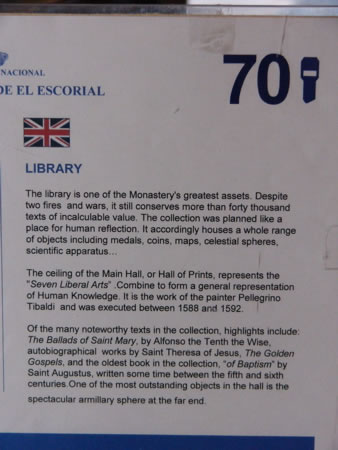 NACIONAL
DE EL ESCORIAL
70
LIBRARY
The library is one of the Monastery's greatest assets. Despite
two fires and wars, it still conserves more than forty thousand
texts of incalculable value. The collection was planned like a
place for human reflection. It accordingly houses a whole range
of objects including medals, coins, maps, celestial spheres,
scientific apparatus…
The ceiling of the Main Hall, or Hall of Prints, represents the
"Seven Liberal Arts" .Combine to form a general representation
of Human Knowledge. It is the work of the painter Pellegrino
Tibaldi and was executed between 1588 and 1592.
Of the many noteworthy texts in the collection, highlights include:
The Ballads of Saint Mary, by Alfonso the Tenth the Wise,
autobiographical works by Saint Theresa of Jesus, The Golden
Gospels, and the oldest book in the collection, "of Baptism" by
Saint Augustus, written some time between the fifth and sixth
centuries.One of the most outstanding objects in the hall is the
spectacular armillary sphere at the far end.